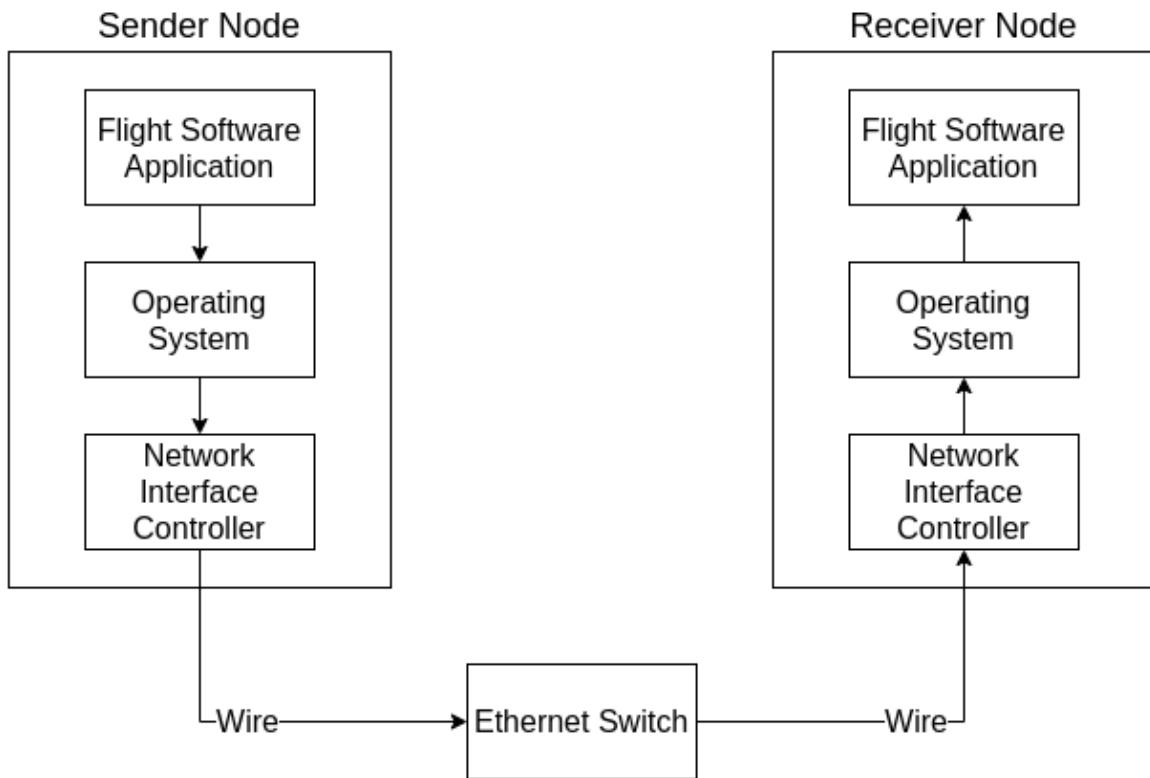 Sender Node
Flight Software
Application
Operating
System
Network
Interface
Controller
Wire
Ethernet Switch
Wire
Receiver Node
Flight Software
Application
Operating
System
Network
Interface
Controller